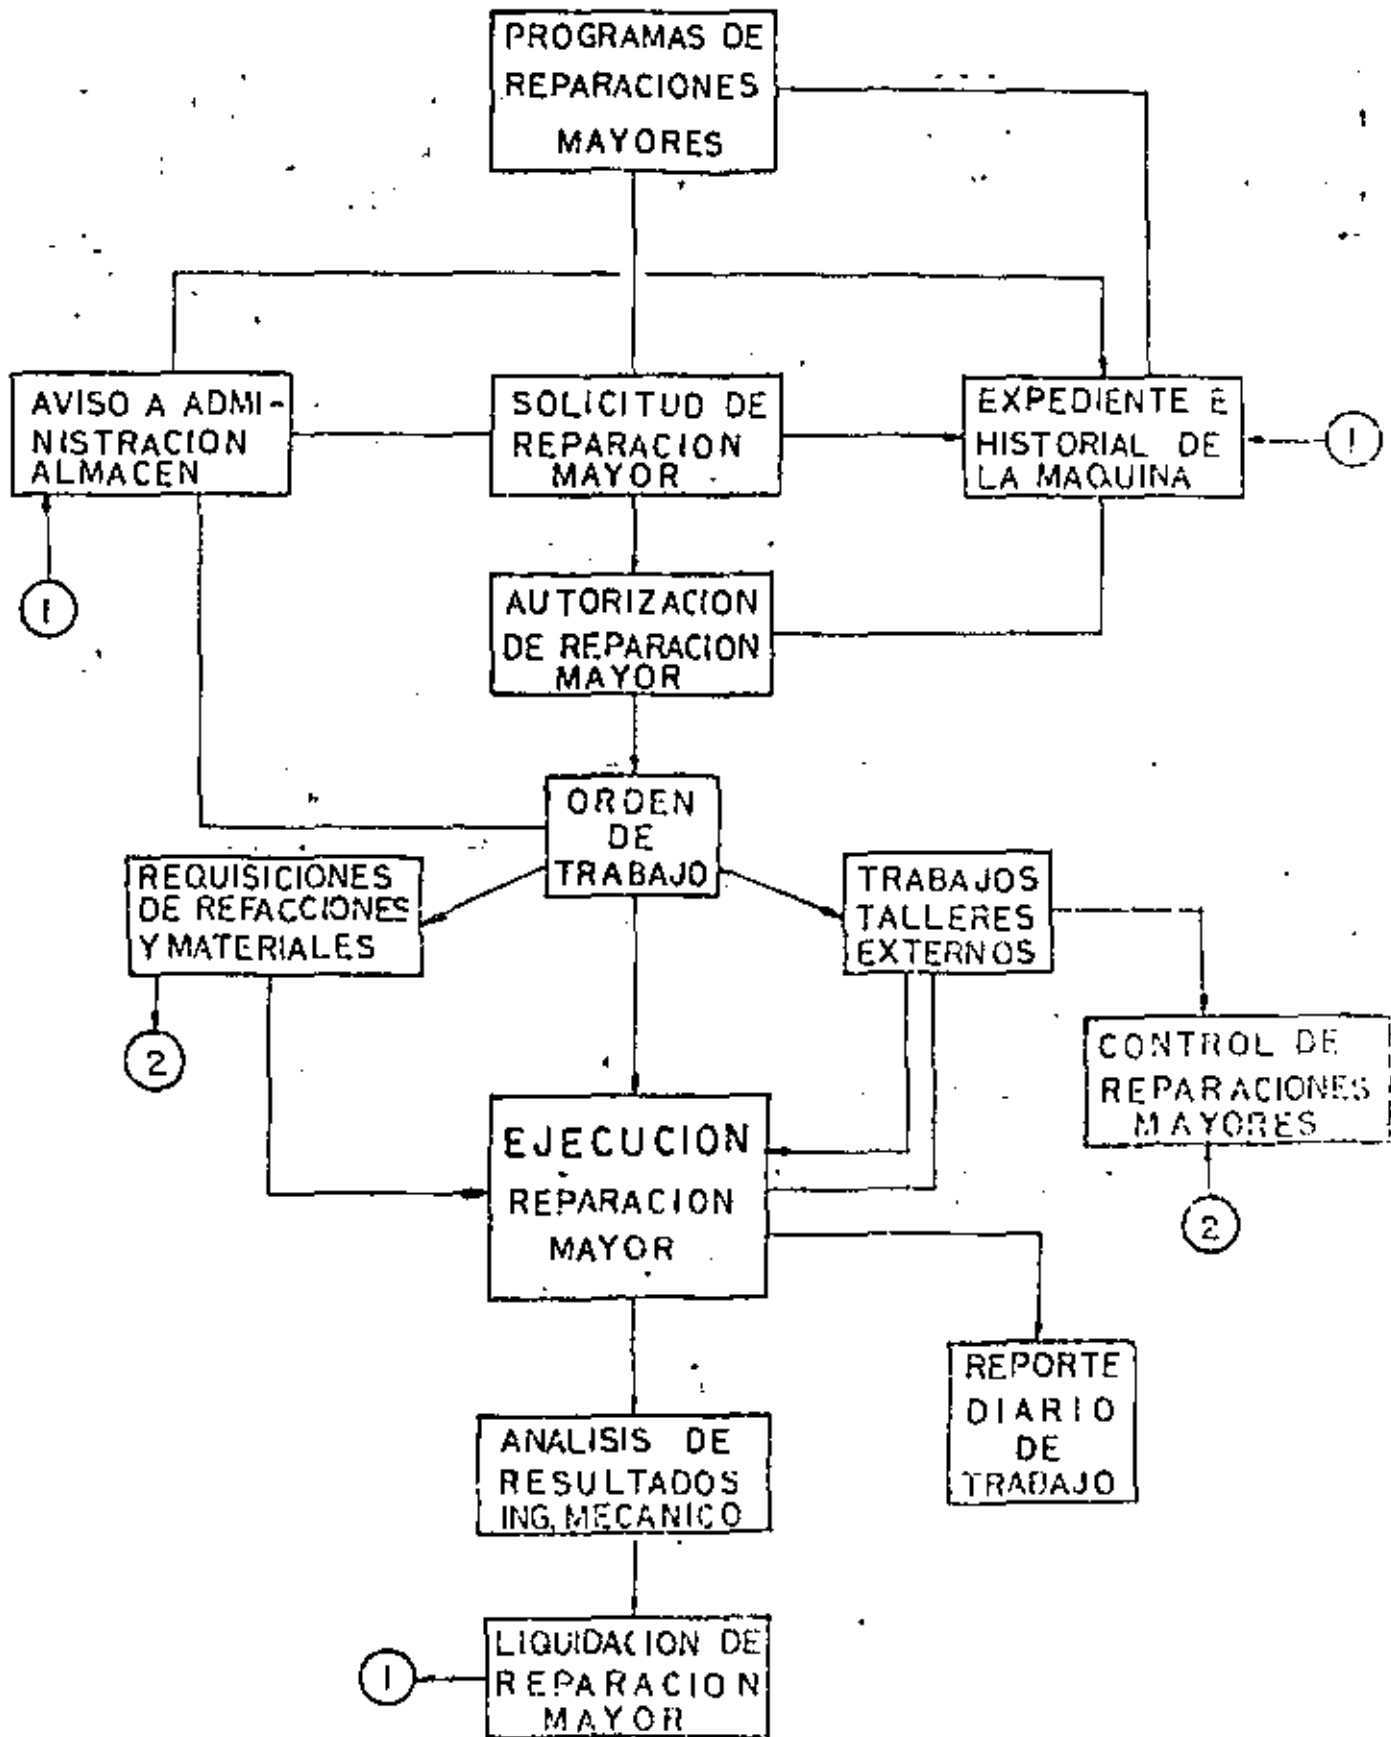 PROGRAMAS DE
REPARACIONES
MAYORES
AVISO A ADMI-
NISTRACION
ALMACEN
SOLICITUD DE
REPARACION
MAYOR
EXPEDIENTE E
HISTORIAL DE
LA MAQUINA
1
1
AUTORIZACION
DE REPARACION
MAYOR
ORDEN
DE
TRABAJO
REQUISICIONES
DE REFACCIONES
Y MATERIALES
TRABAJOS
TALLERES
EXTERNOS
2
CONTROL DE
REPARACIONES
MAYORES
EJECUCION
REPARACION
MAYOR
2
REPORTE
DIARIO
DE
TRABAJO
ANALISIS DE
RESULTADOS
ING. MECANICO
LIQUIDACION DE
REPARACION
MAYOR
1